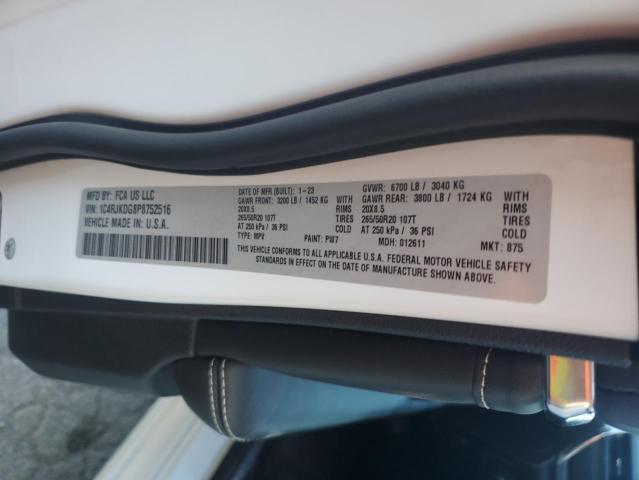 MFD BY: FCA US LLC
VIN: 1C4RJKDG8P8752516
VEHICLE MADE IN U.S.A.
DATE OF MFR (BUILT): 1-23
GVWR: 6700 LB / 3040 KG
GAWR FRONT: 3200 LB / 1452 KG WITH
GAWR REAR: 3800 LB / 1724 KG WITH
20X8.5 RIMS
20X8.5 RIMS
265/50R20 107T TIRES
265/50R20 107T TIRES
AT 250 kPa / 36 PSI COLD
AT 250 kPa / 36 PSI COLD
TYPE: MPV PAINT: PW7 MDH: 012611 MKT: 875
THIS VEHICLE CONFORMS TO ALL APPLICABLE U.S.A. FEDERAL MOTOR VEHICLE SAFETY
STANDARDS IN EFFECT ON THE DATE OF MANUFACTURE SHOWN ABOVE.